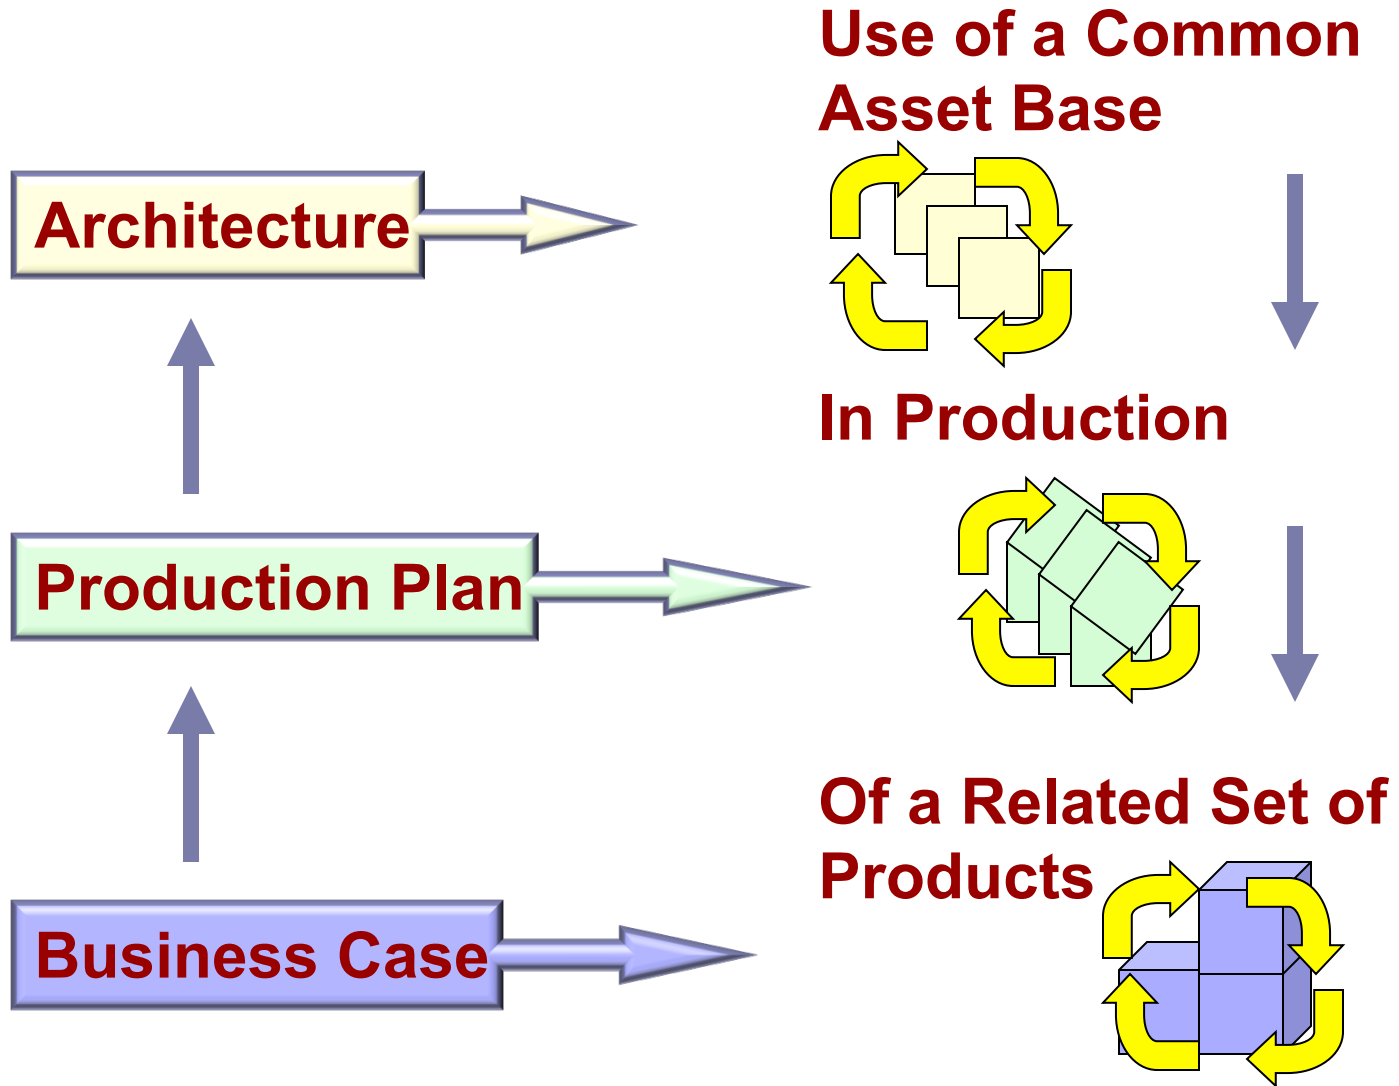 Use of a Common
Asset Base
Architecture
In Production
Production Plan
Of a Related Set of
Products
Business Case